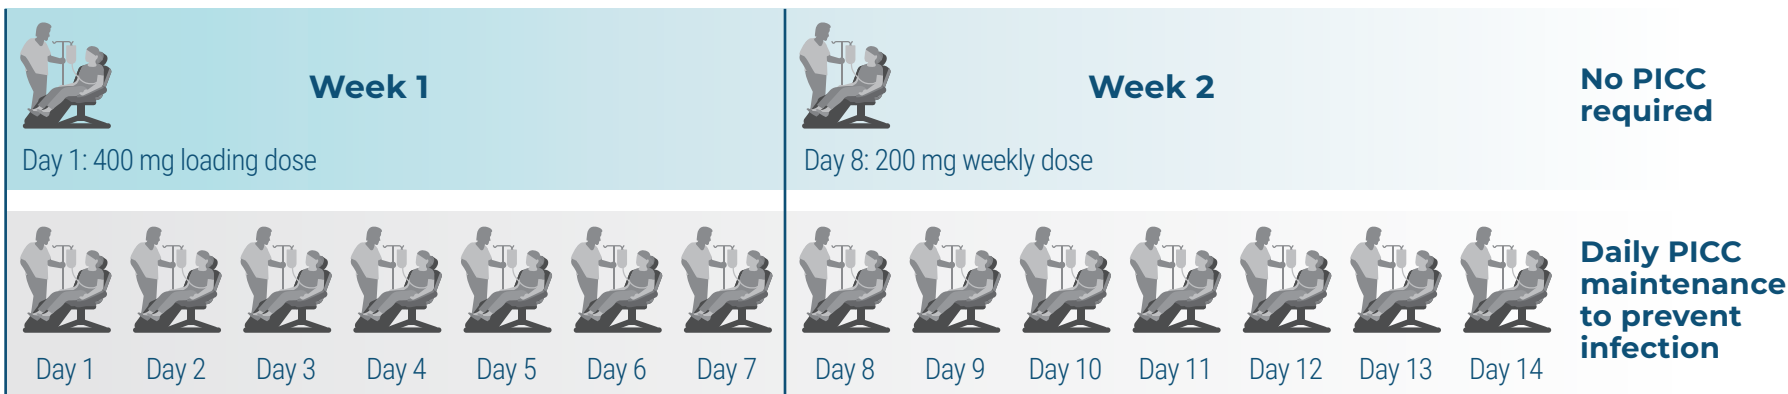 Week 1
Week 2
No PICC
required
Day 1: 400 mg loading dose
Day 8: 200 mg weekly dose
Daily PICC
maintenance
to prevent
infection
Day 1 Day 2 Day 3 Day 4 Day 5 Day 6 Day 7 Day 8 Day 9 Day 10 Day 11 Day 12 Day 13 Day 14